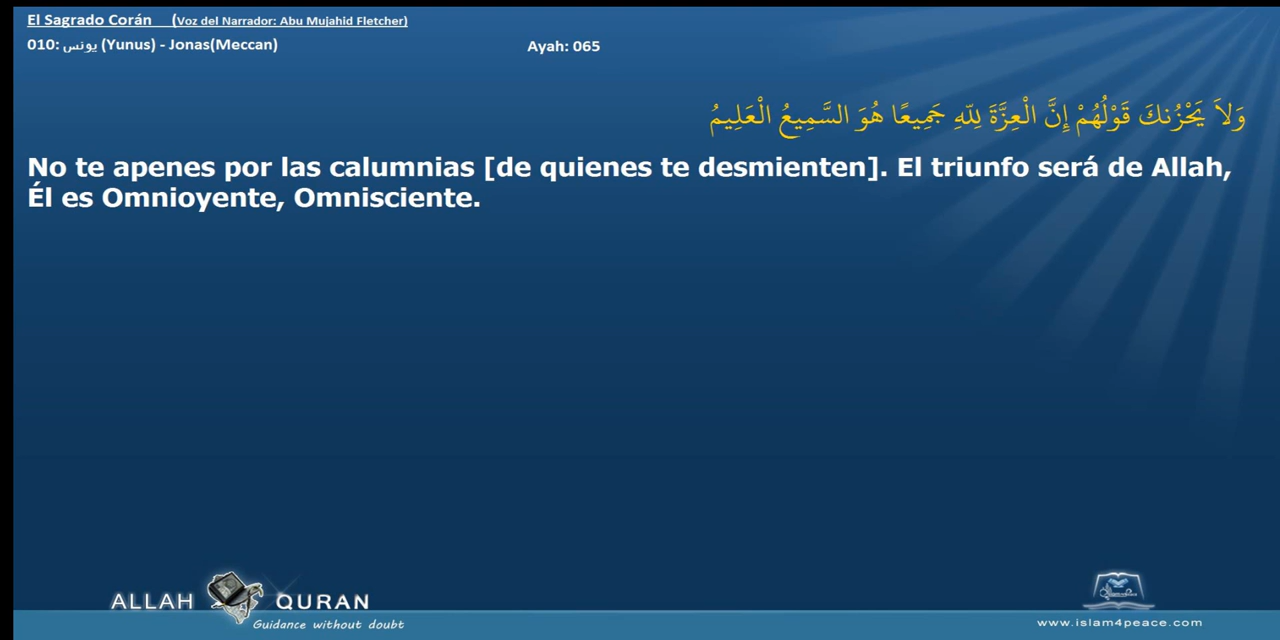 El Sagrado Corán (Voz del Narrador: Abu Mujahid Fletcher)
010: يونس (Yunus) - Jonas(Meccan) Ayah: 065
وَلاَ يَحْزُنكَ قَوْلُهُمْ إِنَّ الْعِزَّةَ لِلّهِ جَمِيعًا هُوَ السَّمِيعُ الْعَلِيمُ
No te apenes por las calumnias [de quienes te desmienten]. El triunfo será de Allah,
Él es Omnioyente, Omnisciente.
ALLAH QURAN
Guidance without doubt
www.islam4peace.com